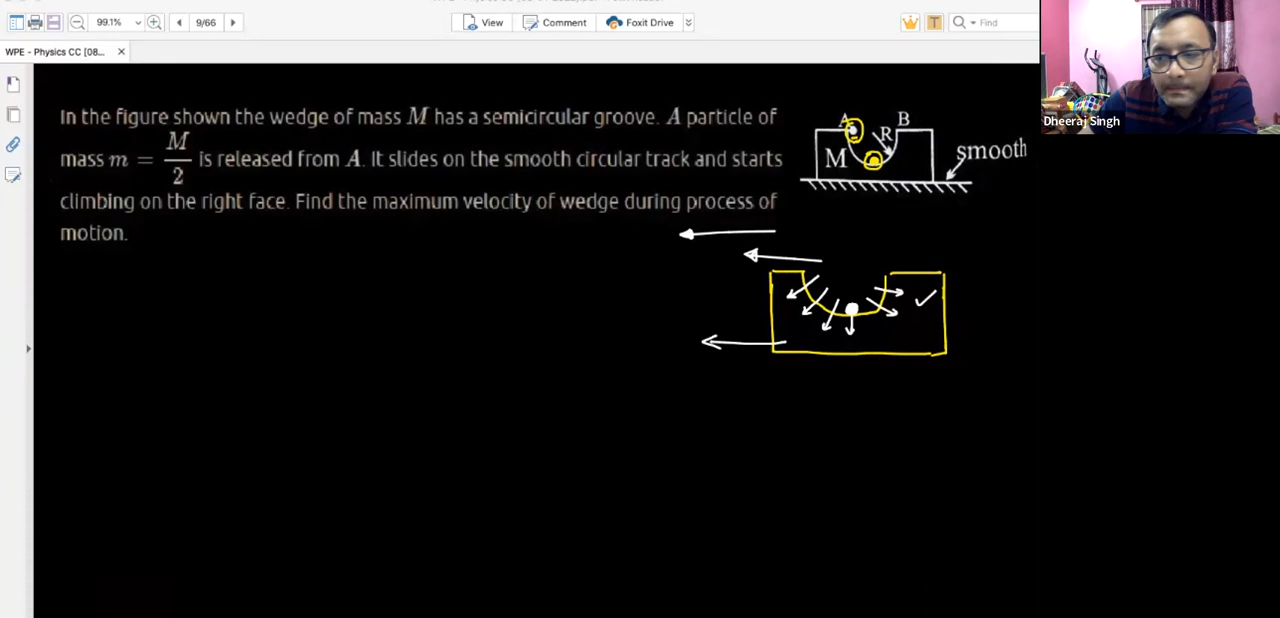 99.1%
9/66
View
Comment
Foxit Drive
T
Find
WPE - Physics CC [08...
Dheeraj Singh
In the figure shown the wedge of mass M has a semicircular groove. A particle of
mass m = M/2 is released from A. It slides on the smooth circular track and starts
climbing on the right face. Find the maximum velocity of wedge during process of
motion.
A
B
R
M
smooth